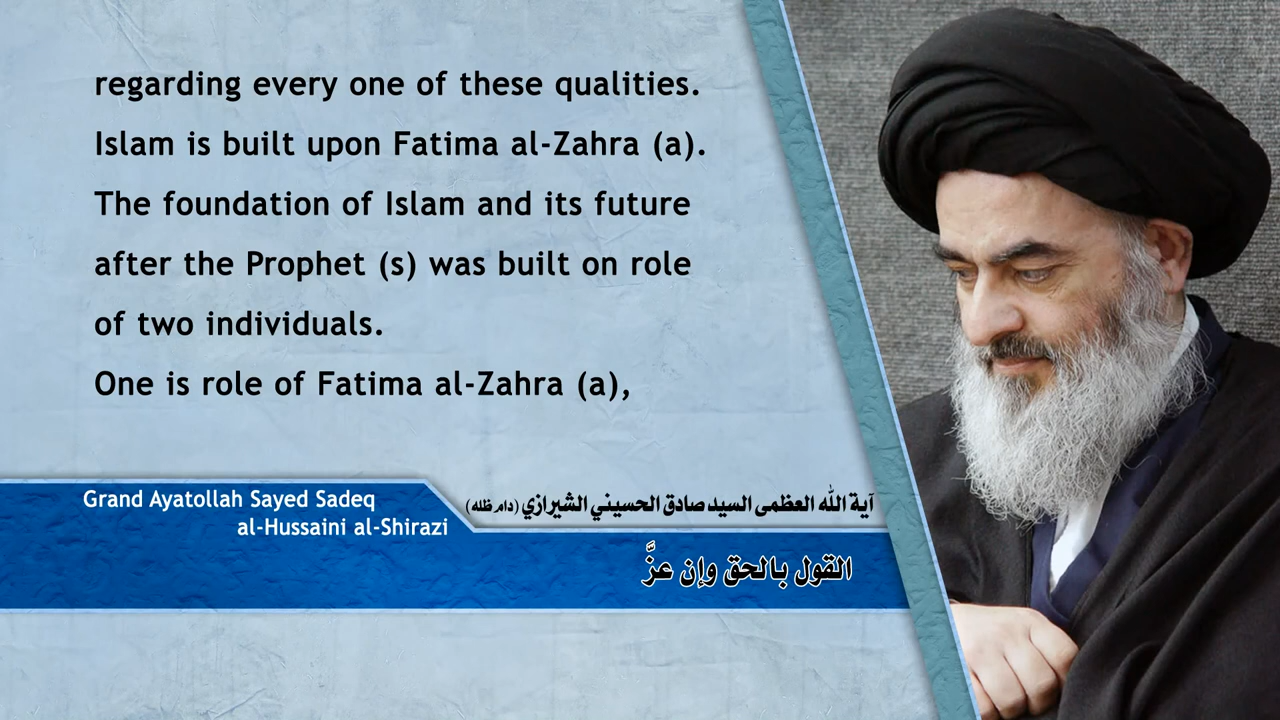 regarding every one of these qualities.
Islam is built upon Fatima al-Zahra (a).
The foundation of Islam and its future
after the Prophet (s) was built on role
of two individuals.
One is role of Fatima al-Zahra (a),
Grand Ayatollah Sayed Sadeq
al-Hussaini al-Shirazi
آية الله العظمى السيد صادق الحسيني الشيرازي (دام ظله)
القول بالحق وإن عزَّ